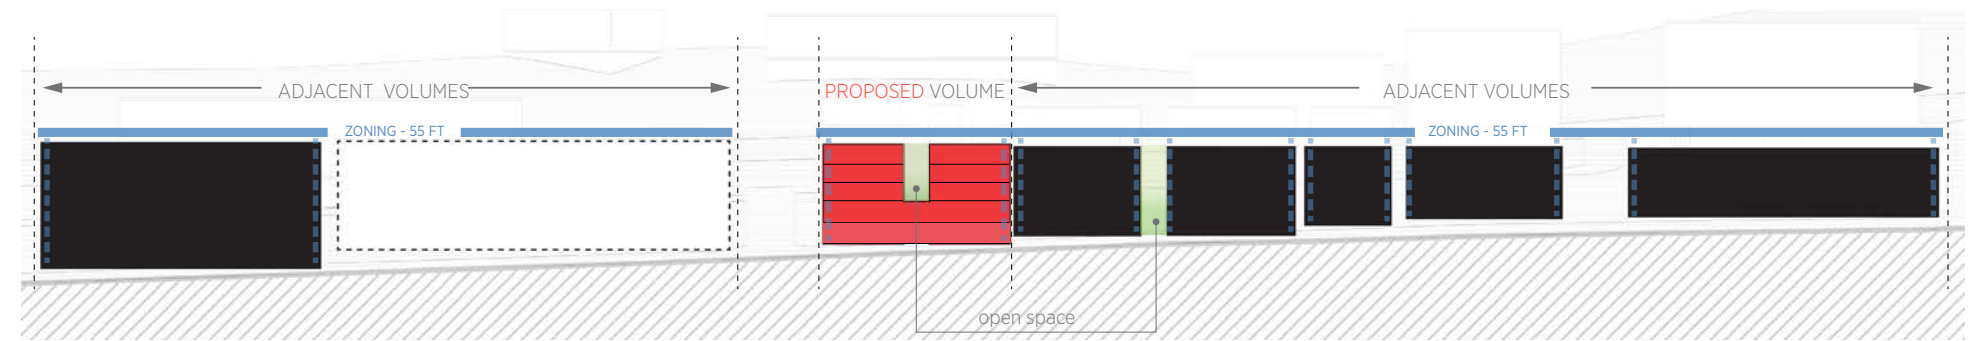 ADJACENT VOLUMES
PROPOSED VOLUME
ADJACENT VOLUMES
ZONING - 55 FT
ZONING - 55 FT
open space